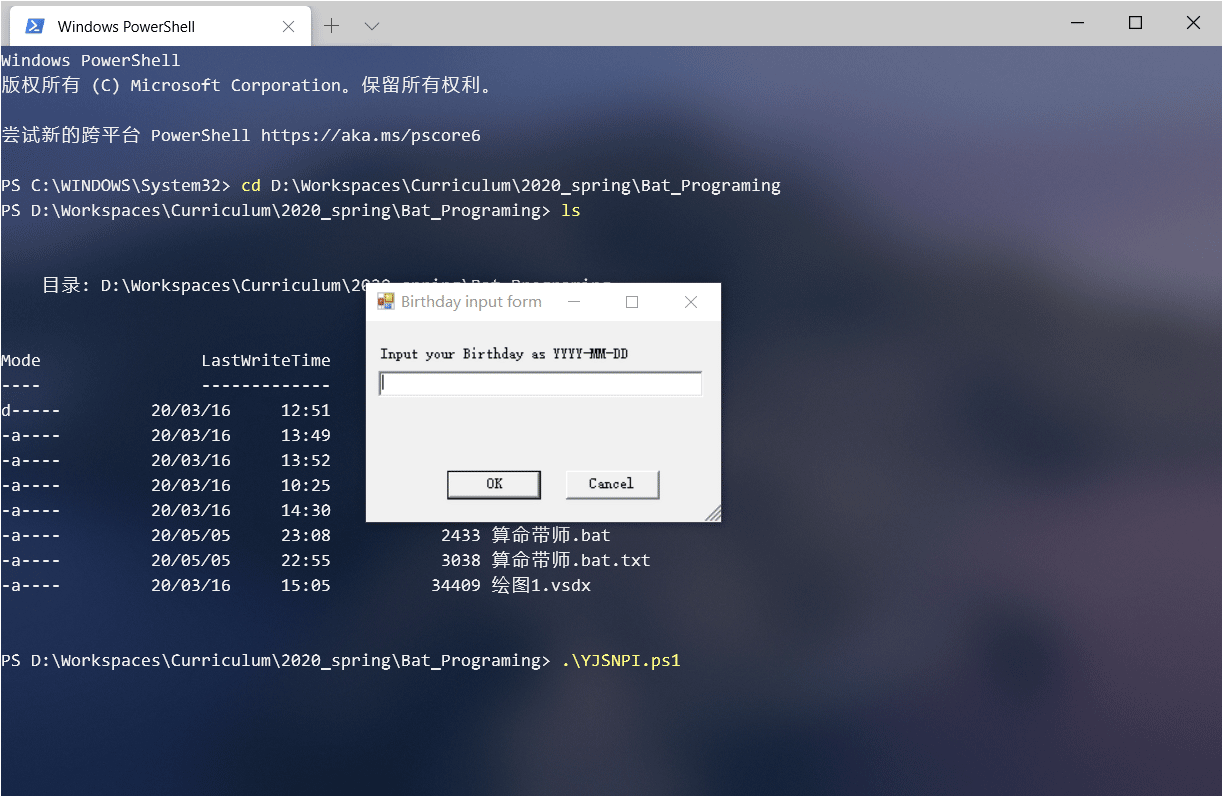 Windows PowerShell
Windows PowerShell
版权所有 (C) Microsoft Corporation。保留所有权利。
尝试新的跨平台 PowerShell https://aka.ms/pscore6
PS C:\WINDOWS\System32> cd D:\Workspaces\Curriculum\2020_spring\Bat_Programing
PS D:\Workspaces\Curriculum\2020_spring\Bat_Programing> ls
目录: D:\Workspaces\Curriculum\2020_spring\Bat_Programing
Mode LastWriteTime
---- -------------
d----- 20/03/16 12:51
-a---- 20/03/16 13:49
-a---- 20/03/16 13:52
-a---- 20/03/16 10:25
-a---- 20/03/16 14:30
-a---- 20/05/05 23:08 2433 算命带师.bat
-a---- 20/05/05 22:55 3038 算命带师.bat.txt
-a---- 20/03/16 15:05 34409 绘图1.vsdx
PS D:\Workspaces\Curriculum\2020_spring\Bat_Programing> .\YJSNPI.ps1
Birthday input form
Input your Birthday as YYYY-MM-DD
OK Cancel